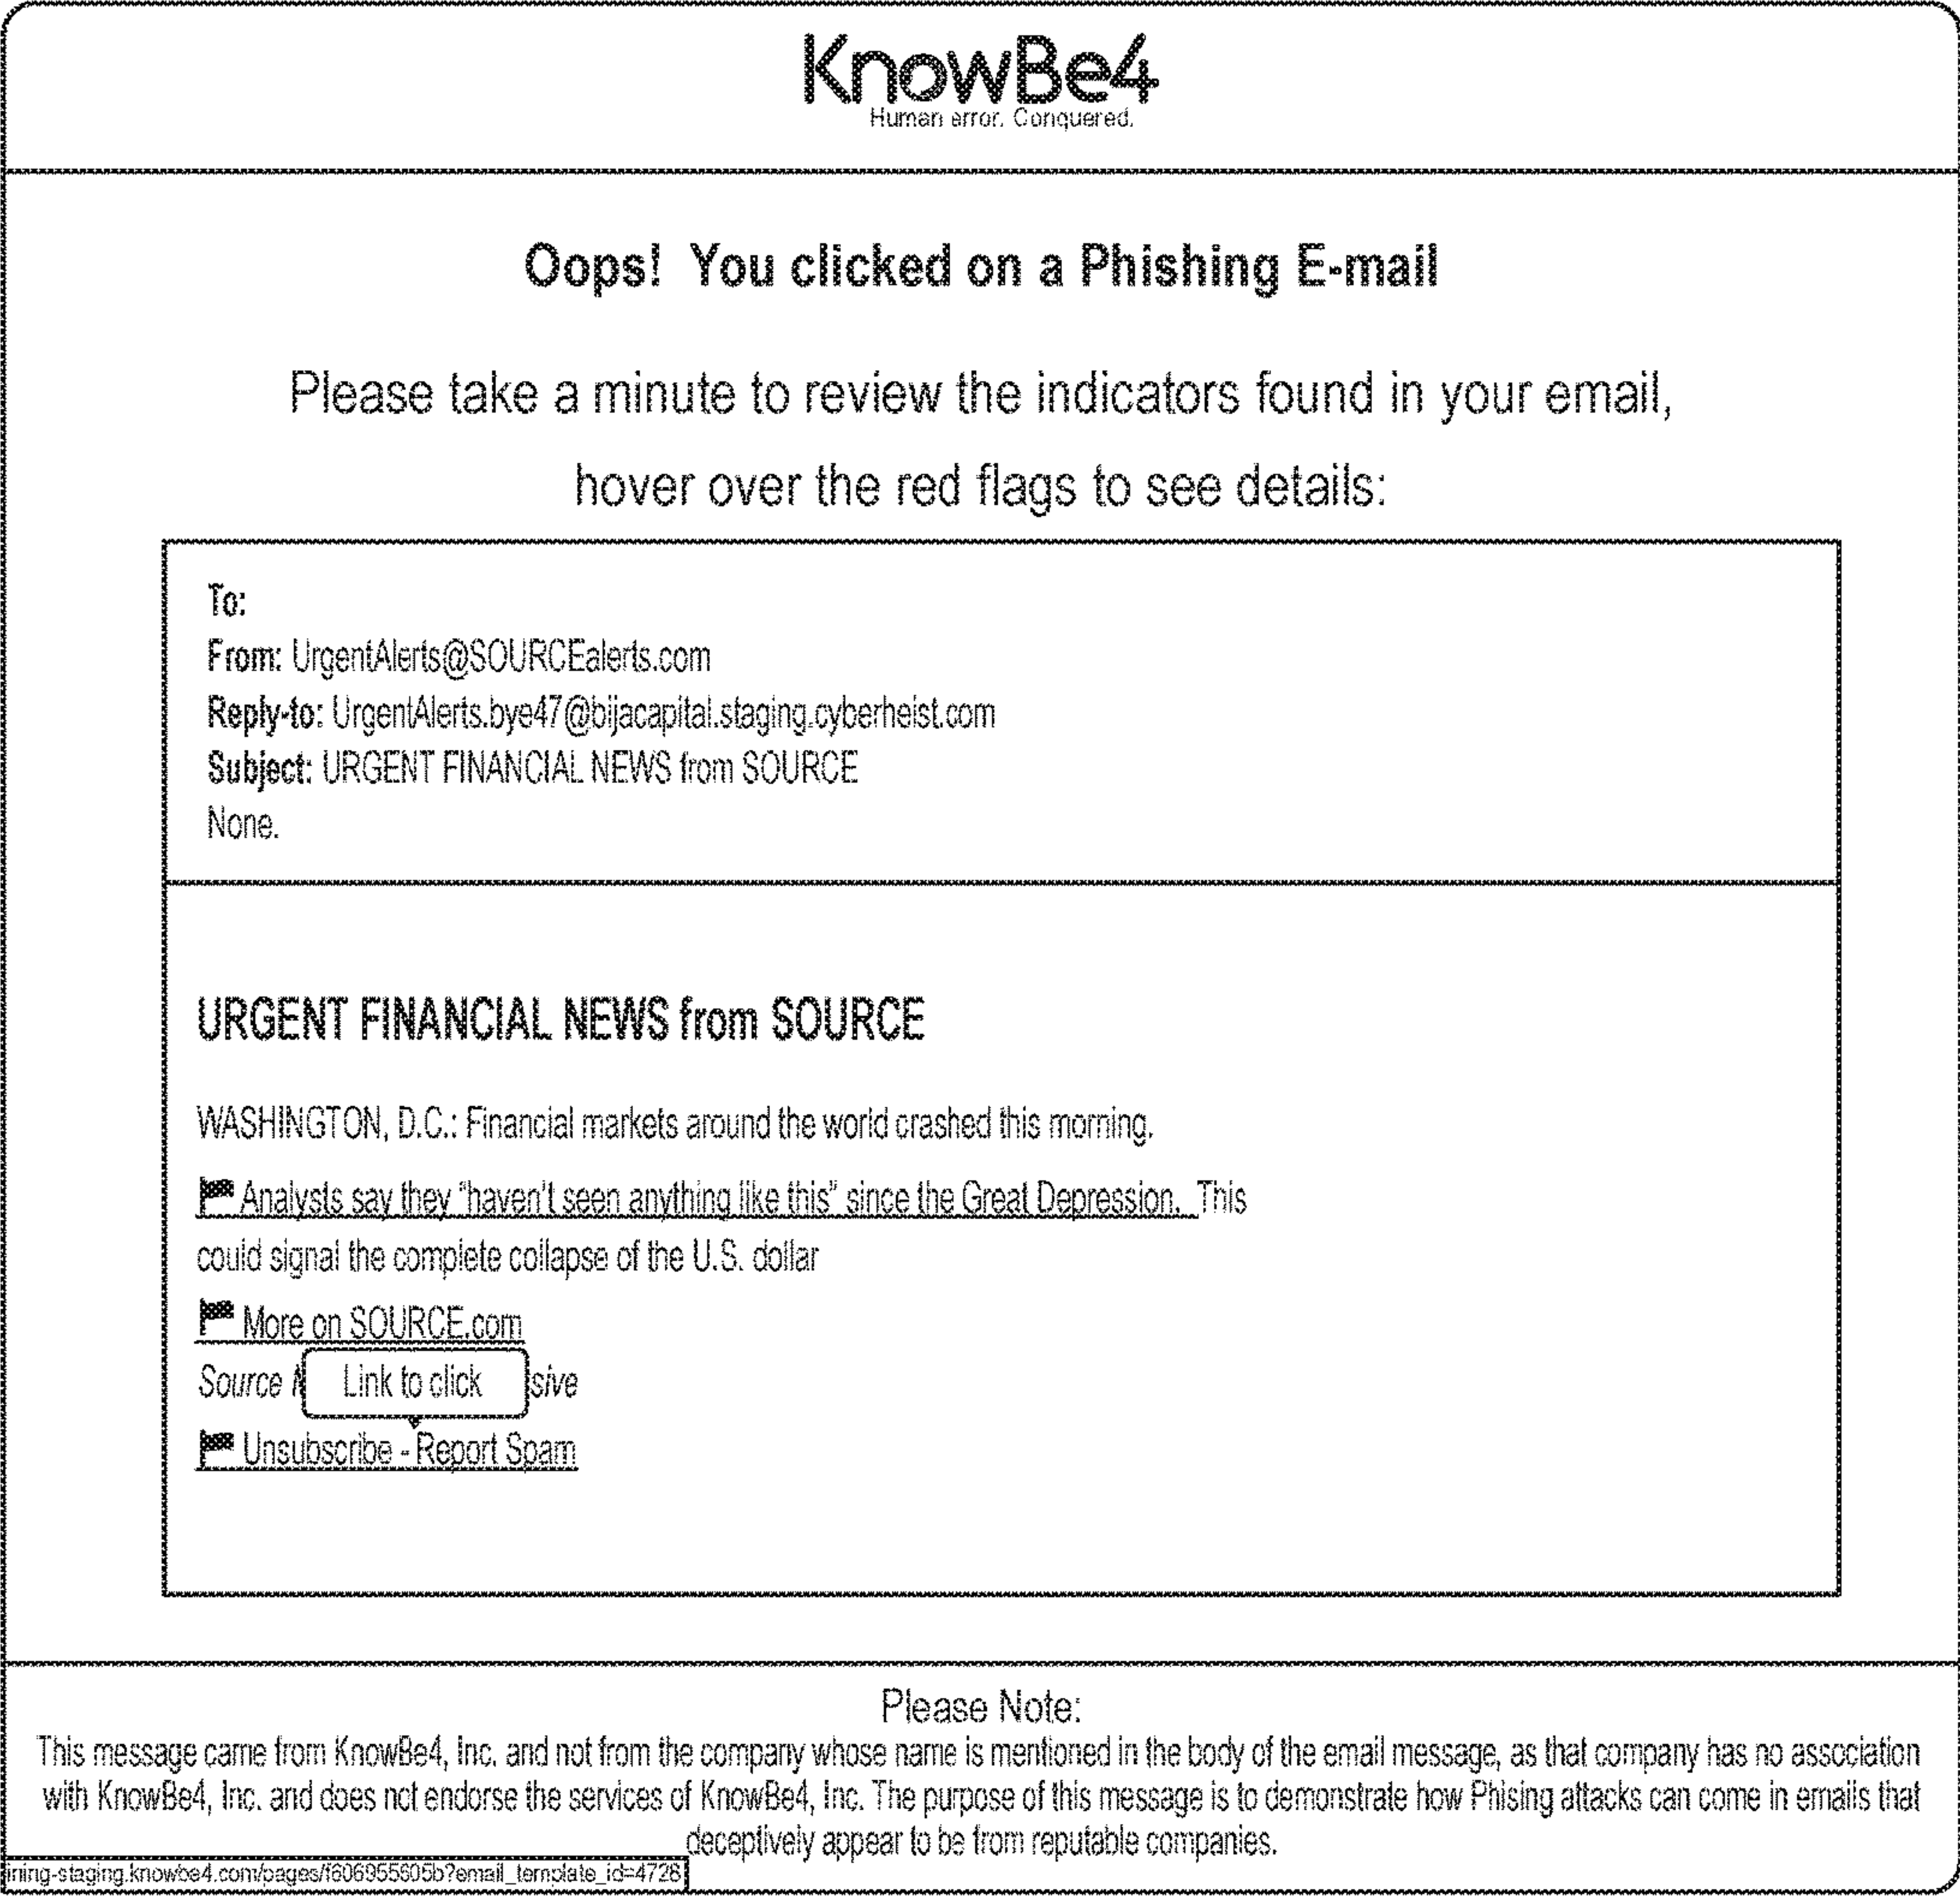 KnowBe4
Human error. Conquered.
Oops! You clicked on a Phishing E-mail
Please take a minute to review the indicators found in your email,
hover over the red flags to see details:
To:
From: UrgentAlerts@SOURCEalerts.com
Reply-to: UrgentAlerts.bye47@bijacapital.staging.cyberheist.com
Subject: URGENT FINANCIAL NEWS from SOURCE
None.
URGENT FINANCIAL NEWS from SOURCE
WASHINGTON, D.C.: Financial markets around the world crashed this morning.
Analysts say they "haven't seen anything like this" since the Great Depression. This
could signal the complete collapse of the U.S. dollar
More on SOURCE.com
Source Link to click sive
Unsubscribe - Report Spam
Please Note:
This message came from KnowBe4, Inc. and not from the company whose name is mentioned in the body of the email message, as that company has no association
with KnowBe4, Inc. and does not endorse the services of KnowBe4, Inc. The purpose of this message is to demonstrate how Phising attacks can come in emails that
deceptively appear to be from reputable companies.
ining-staging.knowbe4.com/pages/f606955605b?email_template_id=4728